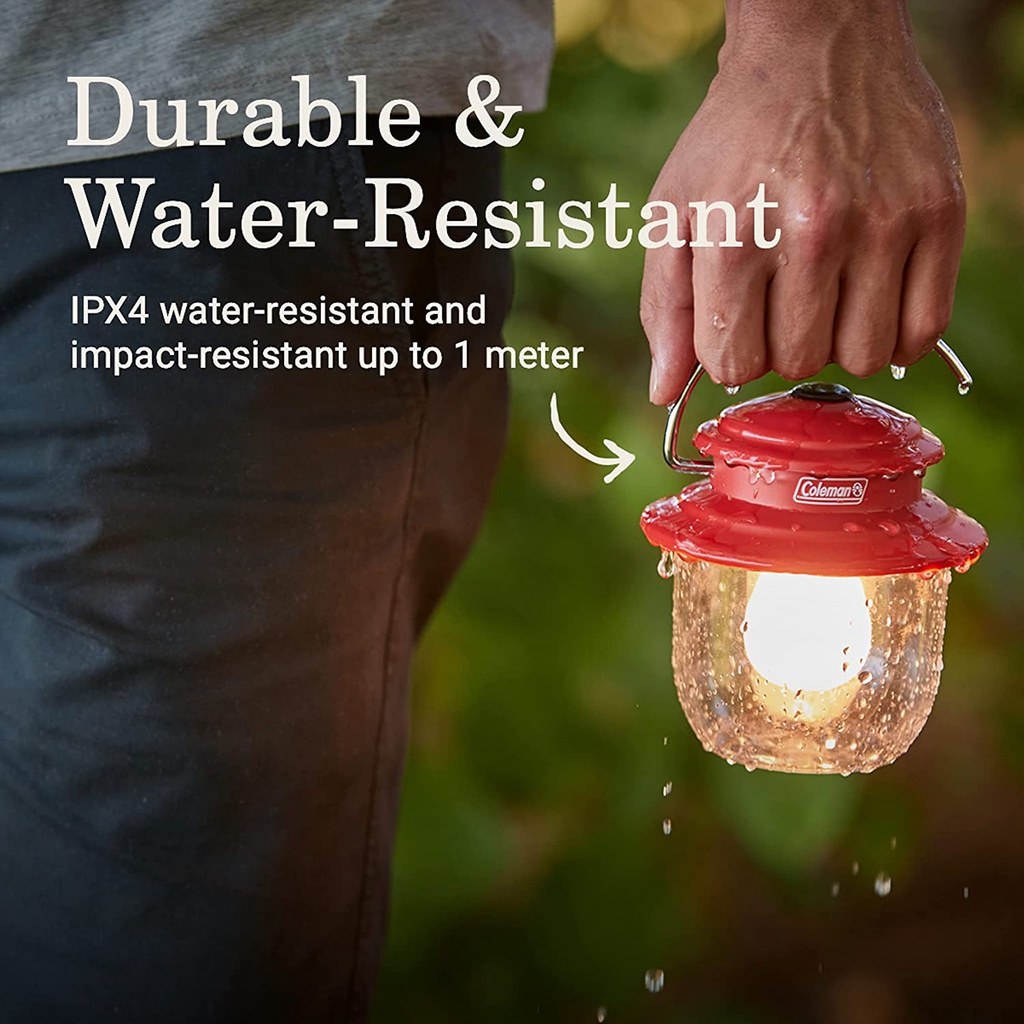 Durable &
Water-Resistant
IPX4 water-resistant and
impact-resistant up to 1 meter
Coleman